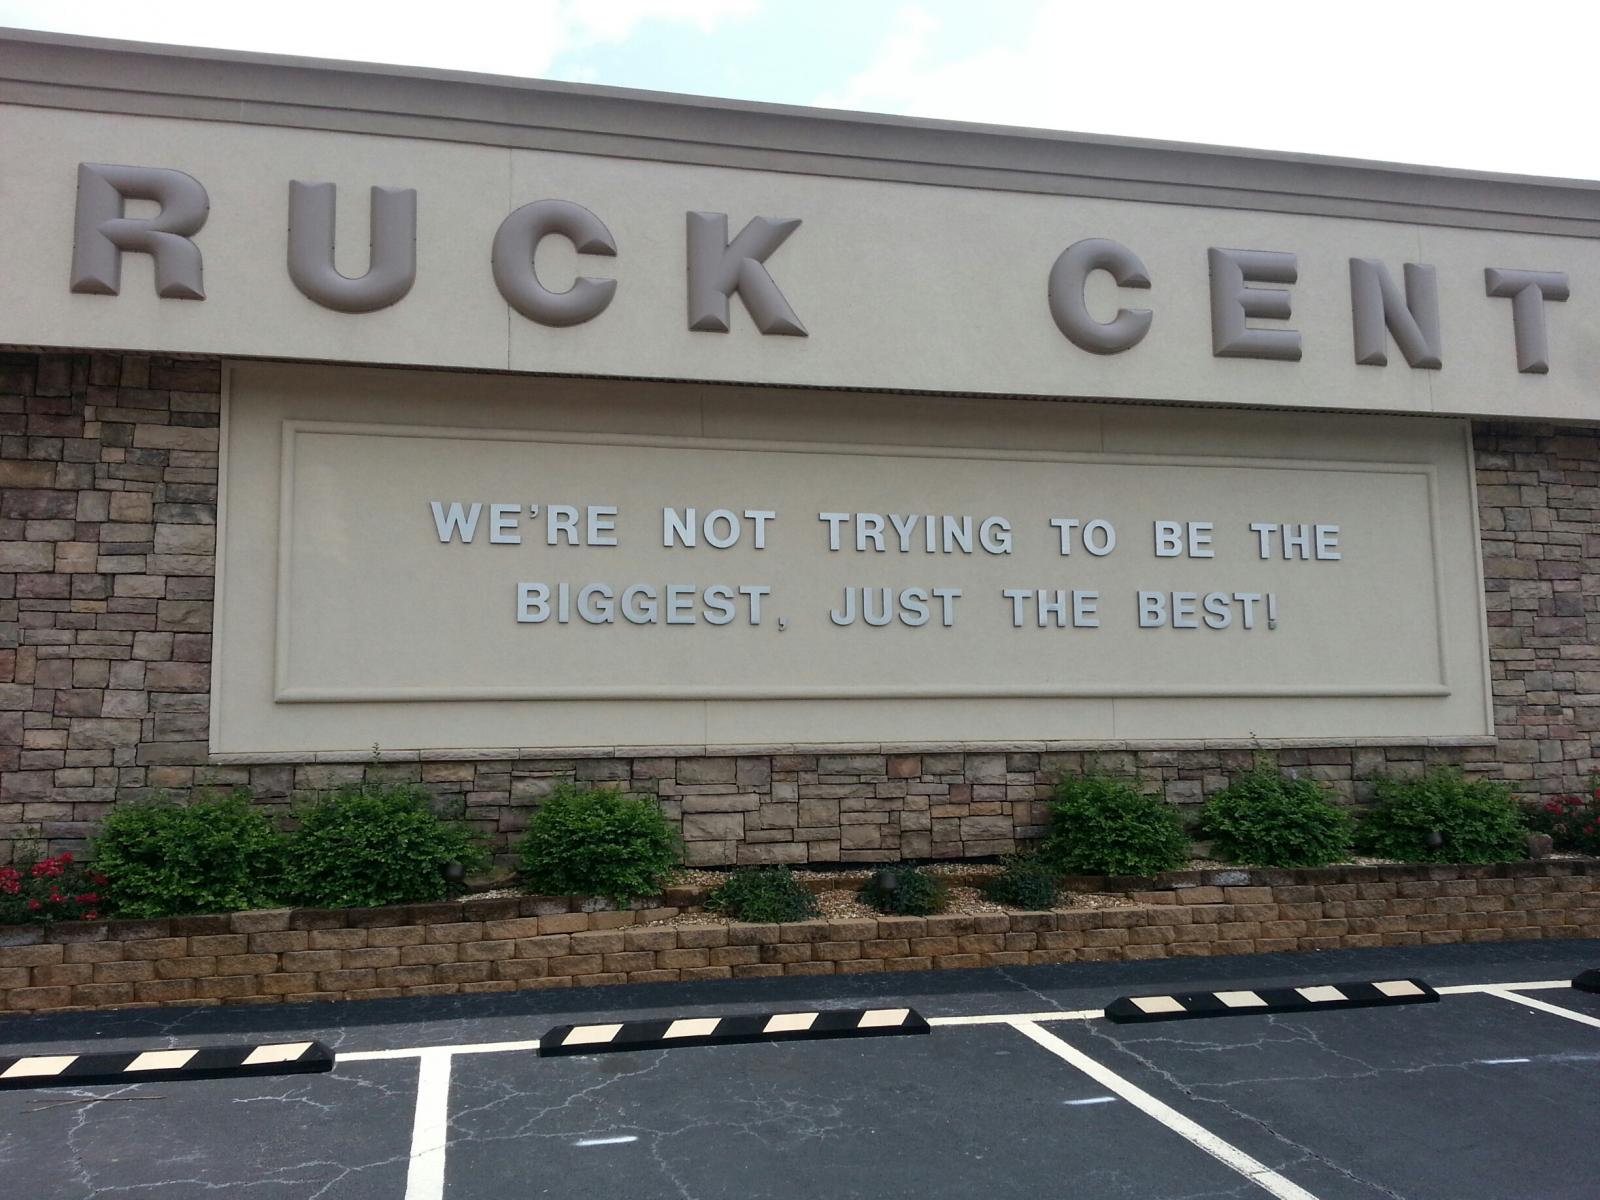 RUCK CENT
WE'RE NOT TRYING TO BE THE
BIGGEST, JUST THE BEST!